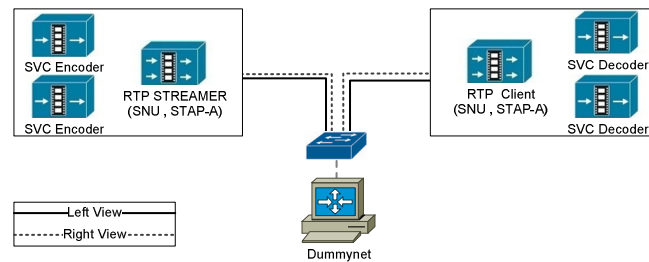 SVC Encoder
RTP STREAMER
(SNU , STAP-A)
SVC Encoder
SVC Decoder
RTP Client
(SNU , STAP-A)
SVC Decoder
Left View
Right View
Dummynet